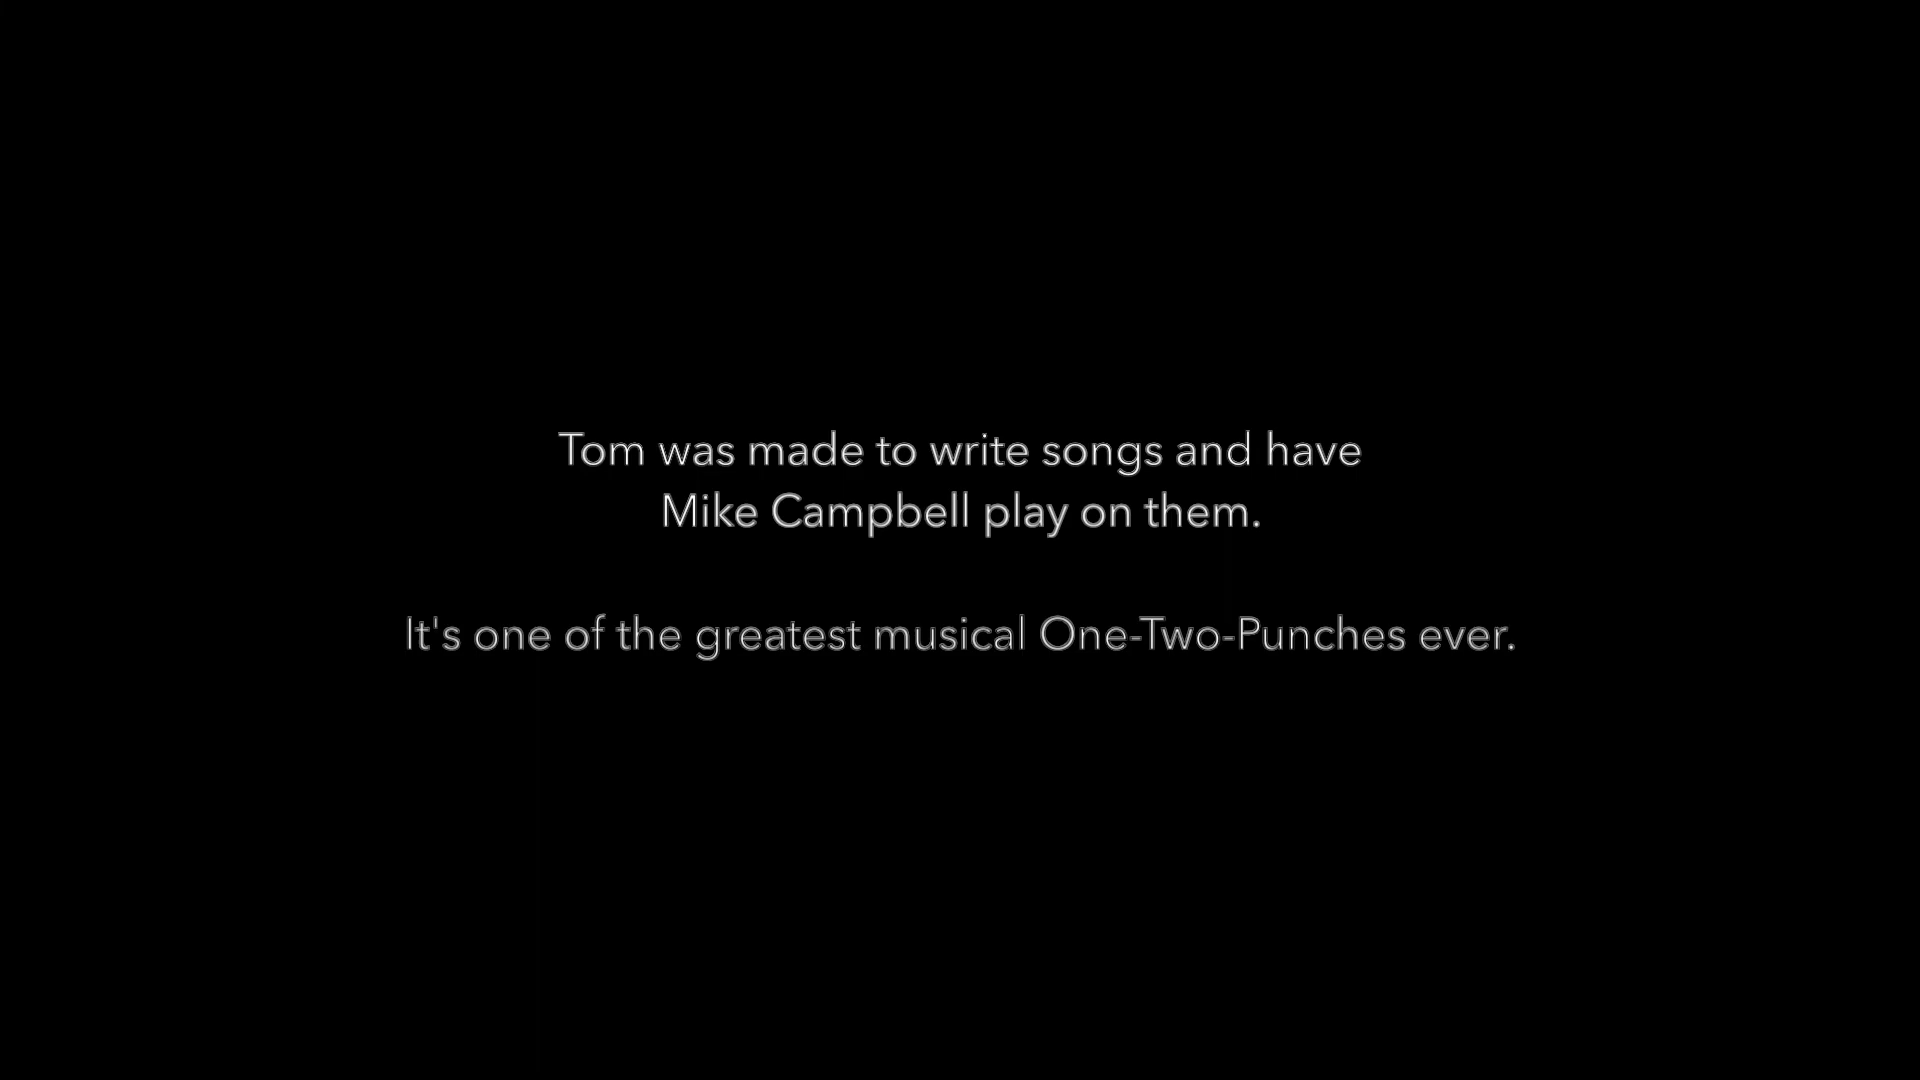 Tom was made to write songs and have
Mike Campbell play on them.
It's one of the greatest musical One-Two-Punches ever.